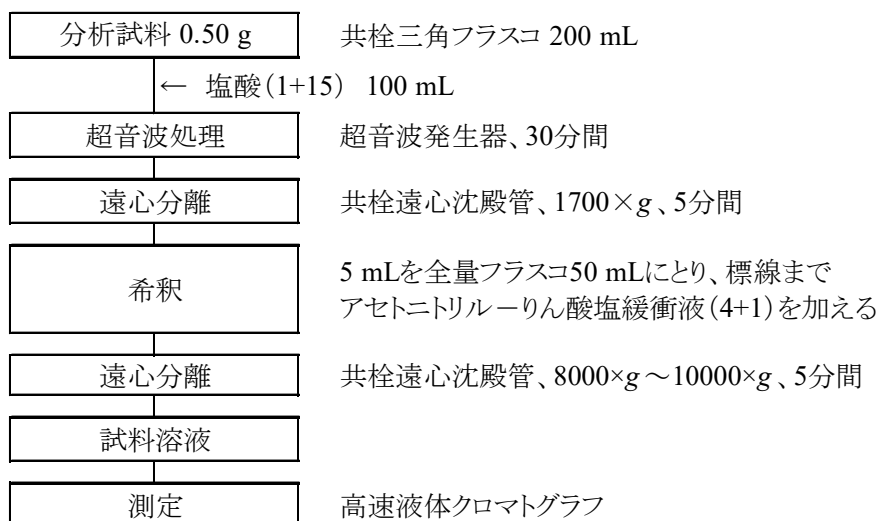 分析試料 0.50 g 共栓三角フラスコ 200 mL
← 塩酸(1+15) 100 mL
超音波処理 超音波発生器、30分間
遠心分離 共栓遠心沈殿管、1700×g、5分間
希釈 5 mLを全量フラスコ50 mLにとり、標線まで
アセトニトリル-りん酸塩緩衝液(4+1)を加える
遠心分離 共栓遠心沈殿管、8000×g~10000×g、5分間
試料溶液
測定 高速液体クロマトグラフ